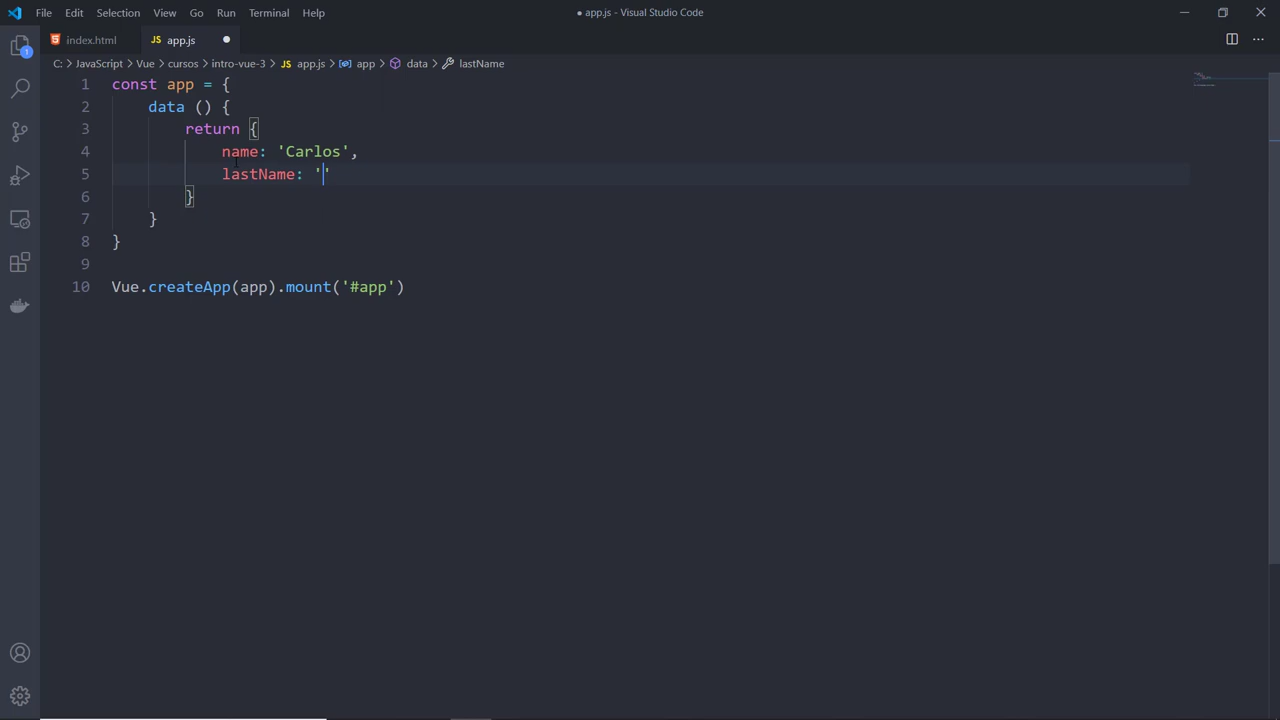 File Edit Selection View Go Run Terminal Help ● app.js - Visual Studio Code
index.html JS app.js ●
C: > JavaScript > Vue > cursos > intro-vue-3 > JS app.js > app > data > lastName
1 const app = {
2 data () {
3 return {
4 name: 'Carlos',
5 lastName: ''
6 }
7 }
8 }
9
10 Vue.createApp(app).mount('#app')
1